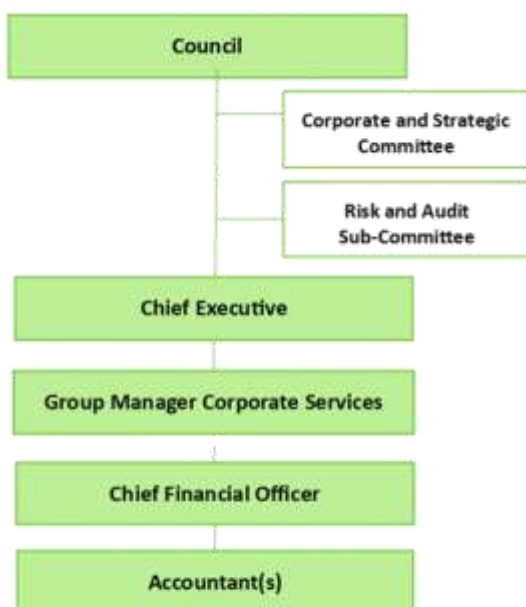 Council
Corporate and Strategic
Committee
Risk and Audit
Sub-Committee
Chief Executive
Group Manager Corporate Services
Chief Financial Officer
Accountant(s)